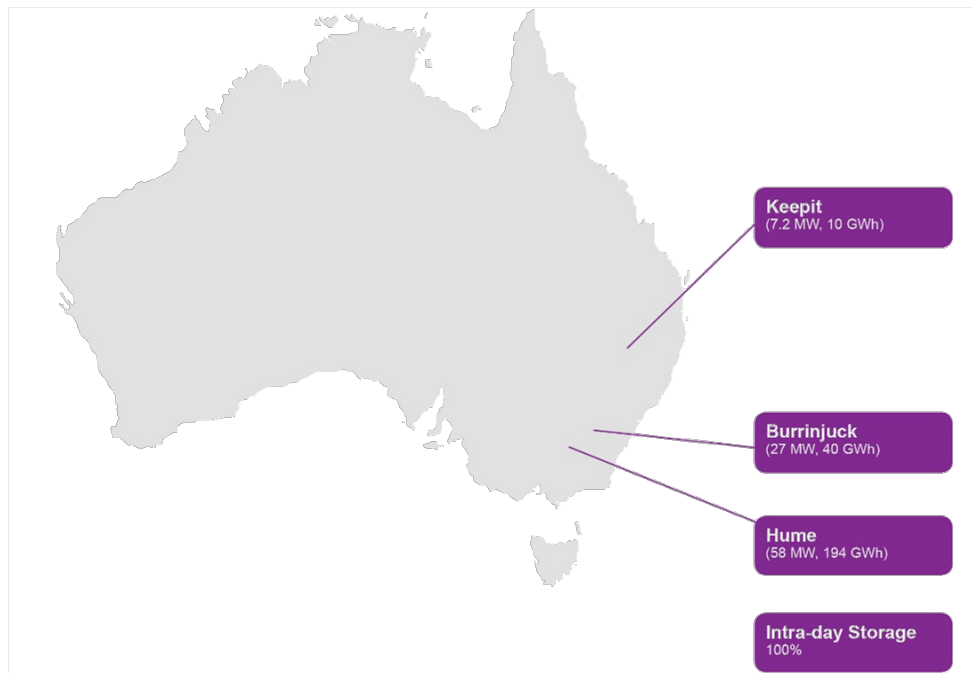 Keepit
(7.2 MW, 10 GWh)
Burrinjuck
(27 MW, 40 GWh)
Hume
(58 MW, 194 GWh)
Intra-day Storage
100%